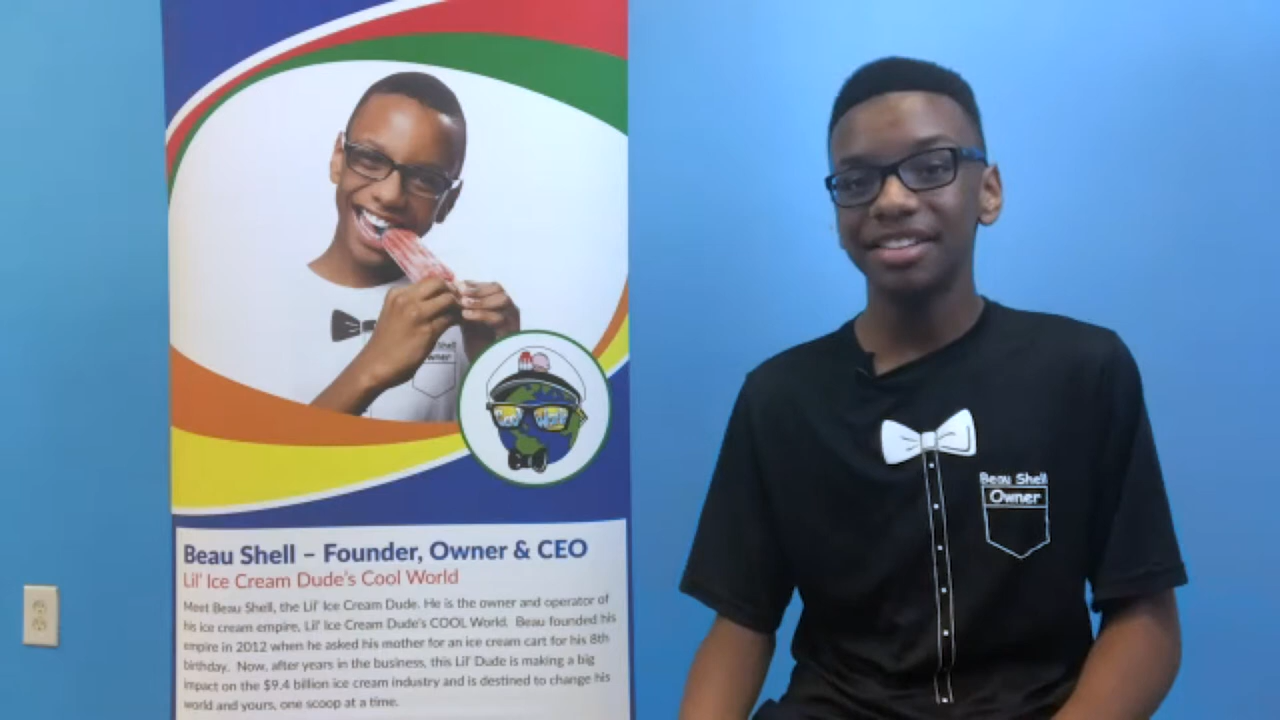 Shell
Owner
Beau World
Beau Shell
Owner
Beau Shell – Founder, Owner & CEO
Lil' Ice Cream Dude's Cool World
Meet Beau Shell, the Lil' Ice Cream Dude. He is the owner and operator of
his ice cream empire, Lil' Ice Cream Dude's COOL World. Beau founded his
empire in 2012 when he asked his mother for an ice cream cart for his 8th
birthday. Now, after years in the business, this Lil' Dude is making a big
impact on the $9.4 billion ice cream industry and is destined to change his
world and yours, one scoop at a time.